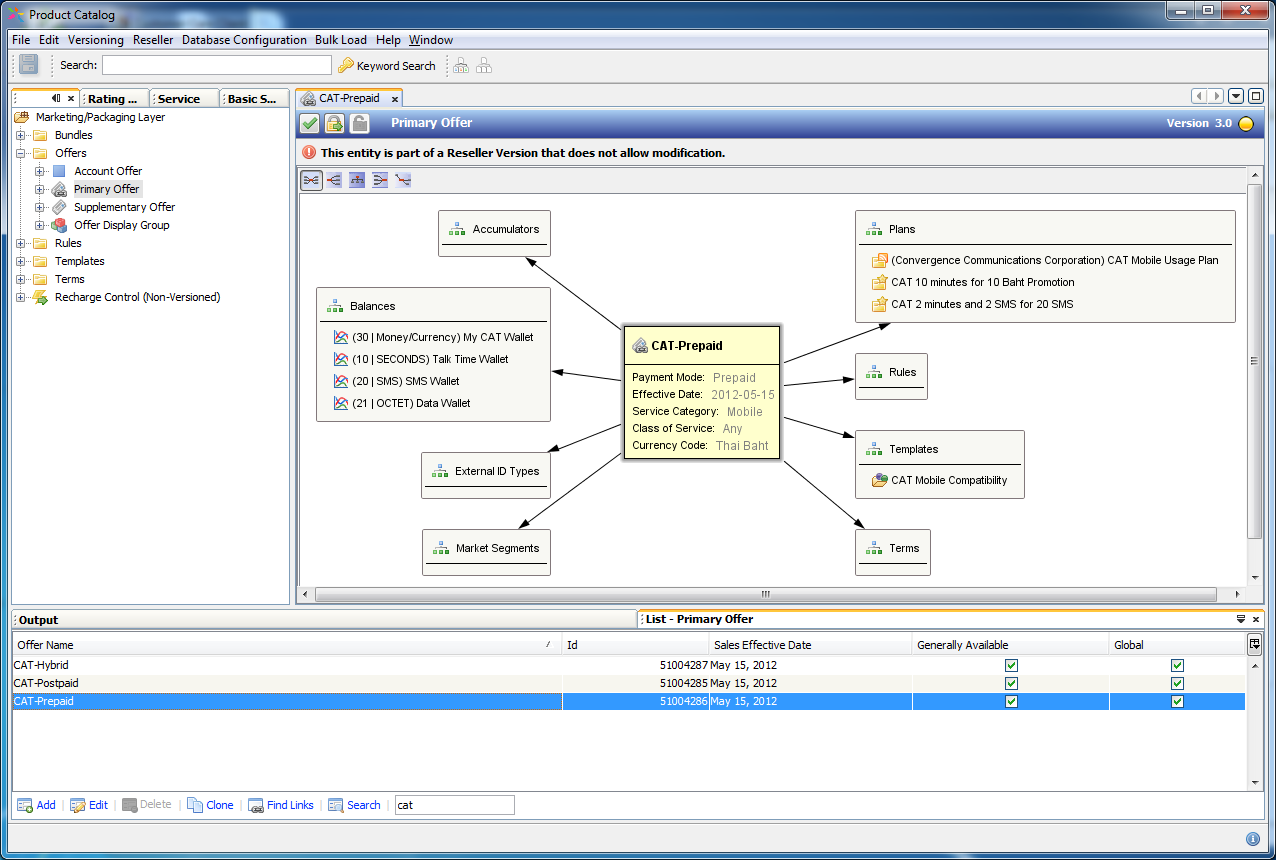 Product Catalog
File Edit Versioning Reseller Database Configuration Bulk Load Help Window
Search: Keyword Search
Rating ... Service Basic S...
Marketing/Packaging Layer
Bundles
Offers
Account Offer
Primary Offer
Supplementary Offer
Offer Display Group
Rules
Templates
Terms
Recharge Control (Non-Versioned)
CAT-Prepaid
Primary Offer Version 3.0
This entity is part of a Reseller Version that does not allow modification.
Accumulators
Balances
(30 | Money/Currency) My CAT Wallet
(10 | SECONDS) Talk Time Wallet
(20 | SMS) SMS Wallet
(21 | OCTET) Data Wallet
External ID Types
Market Segments
CAT-Prepaid
Payment Mode: Prepaid
Effective Date: 2012-05-15
Service Category: Mobile
Class of Service: Any
Currency Code: Thai Baht
Plans
(Convergence Communications Corporation) CAT Mobile Usage Plan
CAT 10 minutes for 10 Baht Promotion
CAT 2 minutes and 2 SMS for 20 SMS
Rules
Templates
CAT Mobile Compatibility
Terms
Output
List - Primary Offer
Offer Name Id Sales Effective Date Generally Available Global
CAT-Hybrid 51004287 May 15, 2012
CAT-Postpaid 51004285 May 15, 2012
CAT-Prepaid 51004286 May 15, 2012
Add Edit Delete Clone Find Links Search cat